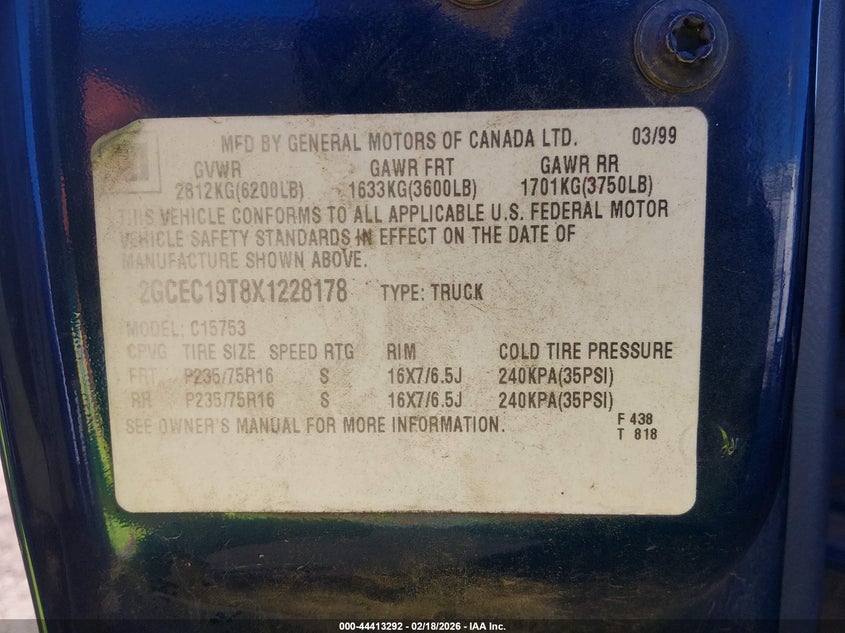 MFD BY GENERAL MOTORS OF CANADA LTD. 03/99
GVWR GAWR FRT GAWR RR
2812KG(6200LB) 1633KG(3600LB) 1701KG(3750LB)
THIS VEHICLE CONFORMS TO ALL APPLICABLE U.S. FEDERAL MOTOR
VEHICLE SAFETY STANDARDS IN EFFECT ON THE DATE OF
MANUFACTURE SHOWN ABOVE.
2GCEC19T8X1228178 TYPE: TRUCK
MODEL: C15753
CPVG TIRE SIZE SPEED RTG RIM COLD TIRE PRESSURE
FRT P235/75R16 S 16X7/6.5J 240KPA(35PSI)
RR P235/75R16 S 16X7/6.5J 240KPA(35PSI)
SEE OWNER'S MANUAL FOR MORE INFORMATION.
F 438
T 818
000-44413292 - 02/18/2026 - IAA Inc.